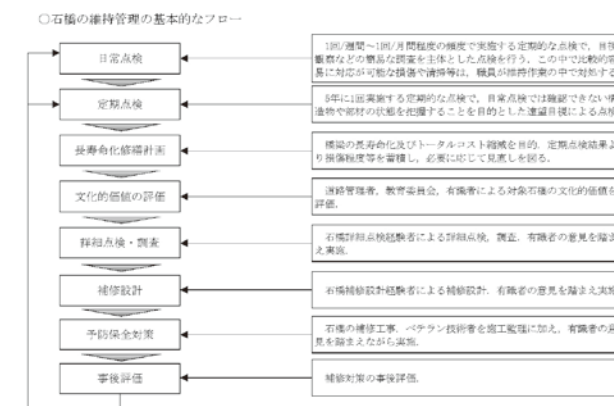 ○石橋の維持管理の基本的なフロー
日常点検
1回/週間～1回/月間程度の頻度で実施する定期的な点検で、目視
観察などの簡易な調査を主体とした点検を行う。この中で比較的容
易に対応が可能な損傷や清掃等は、職員が維持作業の中で対処する
定期点検
5年に1回実施する定期的な点検で、日常点検では確認できない構
造物や部材の状態を把握することを目的とした遠望目視による点検
長寿命化修繕計画
橋梁の長寿命化及びトータルコスト縮減を目的。定期点検結果よ
り損傷程度等を蓄積し、必要に応じて見直しを図る。
文化的価値の評価
道路管理者、教育委員会、有識者による対象石橋の文化的価値を
評価。
詳細点検・調査
石橋詳細点検経験者による詳細点検、調査。有識者の意見を踏ま
え実施。
補修設計
石橋補修設計経験者による補修設計。有識者の意見を踏まえ実施
予防保全対策
石橋の補修工事。ベテラン技術者を施工監理に加え、有識者の意
見を踏まえながら実施。
事後評価
補修対策の事後評価。